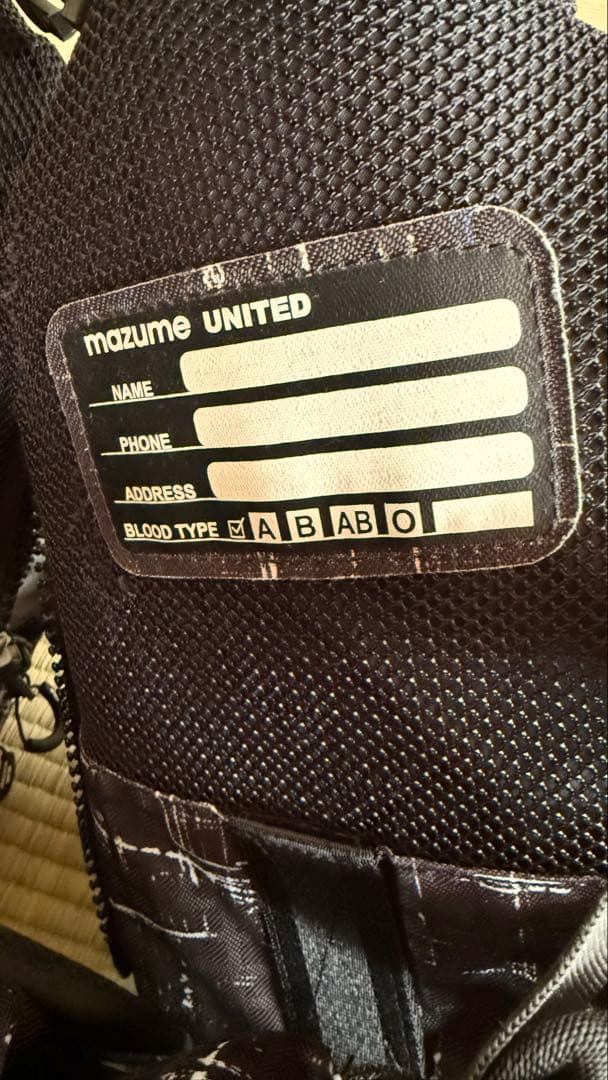 mazume UNITED
NAME
PHONE
ADDRESS
BLOOD TYPE ☑ A B AB O